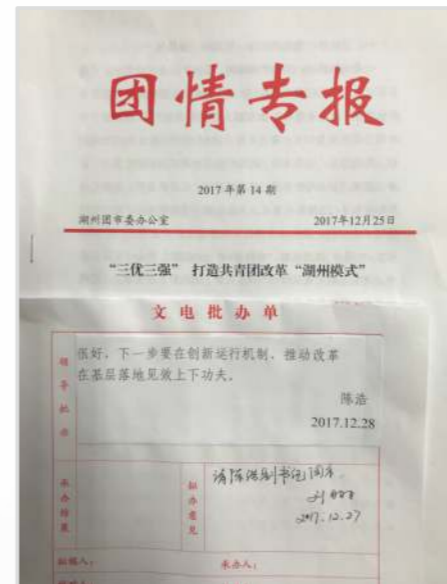 团情专报
2017年第14期
湖州团市委办公室 2017年12月25日
“三优三强” 打造共青团改革“湖州模式”
文电批办单
领导批示
很好，下一步要在创新运行机制、推动改革
在基层落地见效上下功夫。
陈浩
2017.12.28
承办结果
拟办意见
请陈浩副书记阅示。
2017.12.27
拟稿人：
承办人：